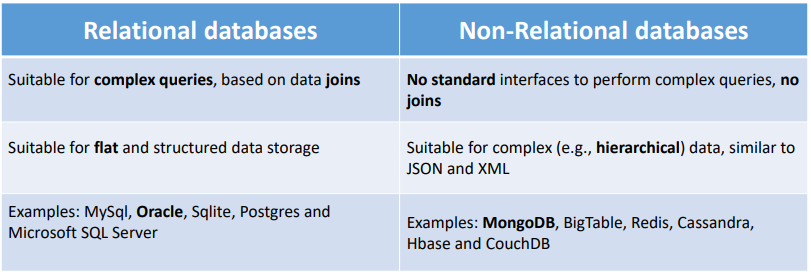 Relational databases
Non-Relational databases
Suitable for complex queries, based on data joins
No standard interfaces to perform complex queries, no
joins
Suitable for flat and structured data storage
Suitable for complex (e.g., hierarchical) data, similar to
JSON and XML
Examples: MySql, Oracle, Sqlite, Postgres and
Microsoft SQL Server
Examples: MongoDB, BigTable, Redis, Cassandra,
Hbase and CouchDB